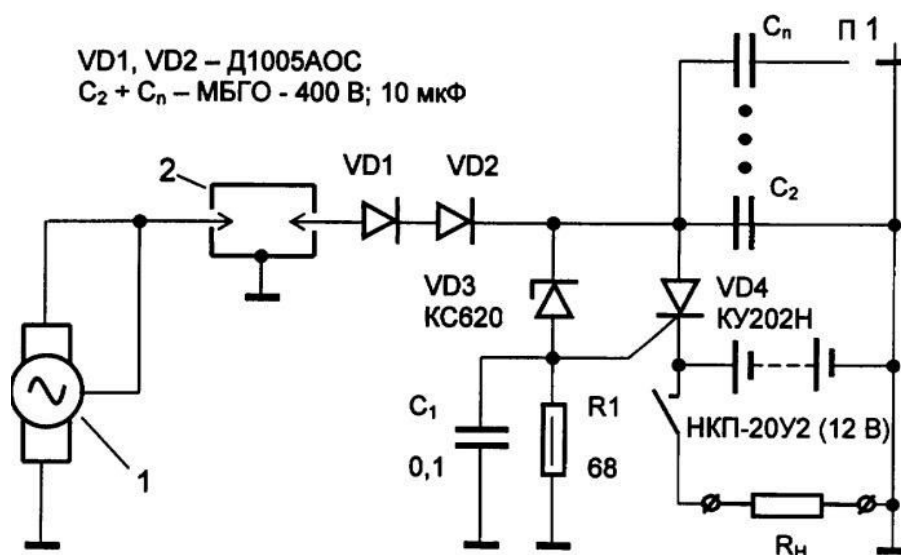 VD1, VD2 – Д1005АОС
C₂ + Cₙ – МБГО - 400 В; 10 мкФ
Cₙ
П 1
2
VD1
VD2
C₂
VD3
КС620
VD4
КУ202Н
C₁
0,1
R1
68
НКП-20У2 (12 В)
1
Rн